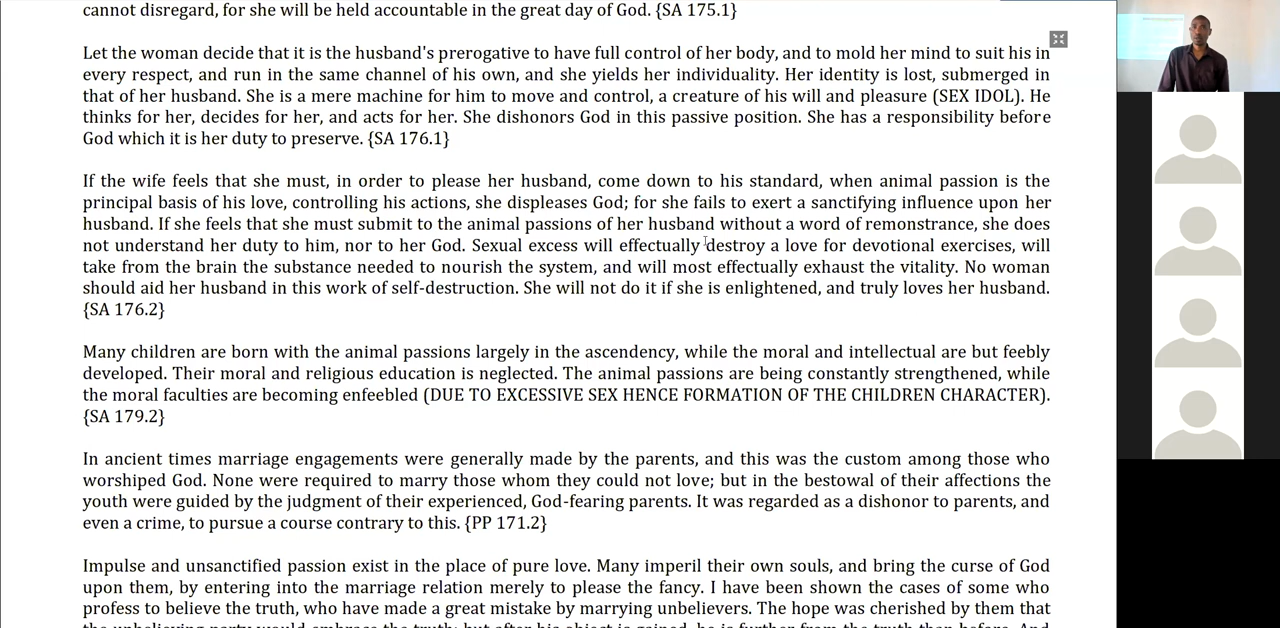 cannot disregard, for she will be held accountable in the great day of God. {SA 175.1}
Let the woman decide that it is the husband's prerogative to have full control of her body, and to mold her mind to suit his in
every respect, and run in the same channel of his own, and she yields her individuality. Her identity is lost, submerged in
that of her husband. She is a mere machine for him to move and control, a creature of his will and pleasure (SEX IDOL). He
thinks for her, decides for her, and acts for her. She dishonors God in this passive position. She has a responsibility before
God which it is her duty to preserve. {SA 176.1}
If the wife feels that she must, in order to please her husband, come down to his standard, when animal passion is the
principal basis of his love, controlling his actions, she displeases God; for she fails to exert a sanctifying influence upon her
husband. If she feels that she must submit to the animal passions of her husband without a word of remonstrance, she does
not understand her duty to him, nor to her God. Sexual excess will effectually destroy a love for devotional exercises, will
take from the brain the substance needed to nourish the system, and will most effectually exhaust the vitality. No woman
should aid her husband in this work of self-destruction. She will not do it if she is enlightened, and truly loves her husband.
{SA 176.2}
Many children are born with the animal passions largely in the ascendency, while the moral and intellectual are but feebly
developed. Their moral and religious education is neglected. The animal passions are being constantly strengthened, while
the moral faculties are becoming enfeebled (DUE TO EXCESSIVE SEX HENCE FORMATION OF THE CHILDREN CHARACTER).
{SA 179.2}
In ancient times marriage engagements were generally made by the parents, and this was the custom among those who
worshiped God. None were required to marry those whom they could not love; but in the bestowal of their affections the
youth were guided by the judgment of their experienced, God-fearing parents. It was regarded as a dishonor to parents, and
even a crime, to pursue a course contrary to this. {PP 171.2}
Impulse and unsanctified passion exist in the place of pure love. Many imperil their own souls, and bring the curse of God
upon them, by entering into the marriage relation merely to please the fancy. I have been shown the cases of some who
profess to believe the truth, who have made a great mistake by marrying unbelievers. The hope was cherished by them that
the unbelieving party would embrace the truth; but after his object is gained, he is further from the truth than before. And